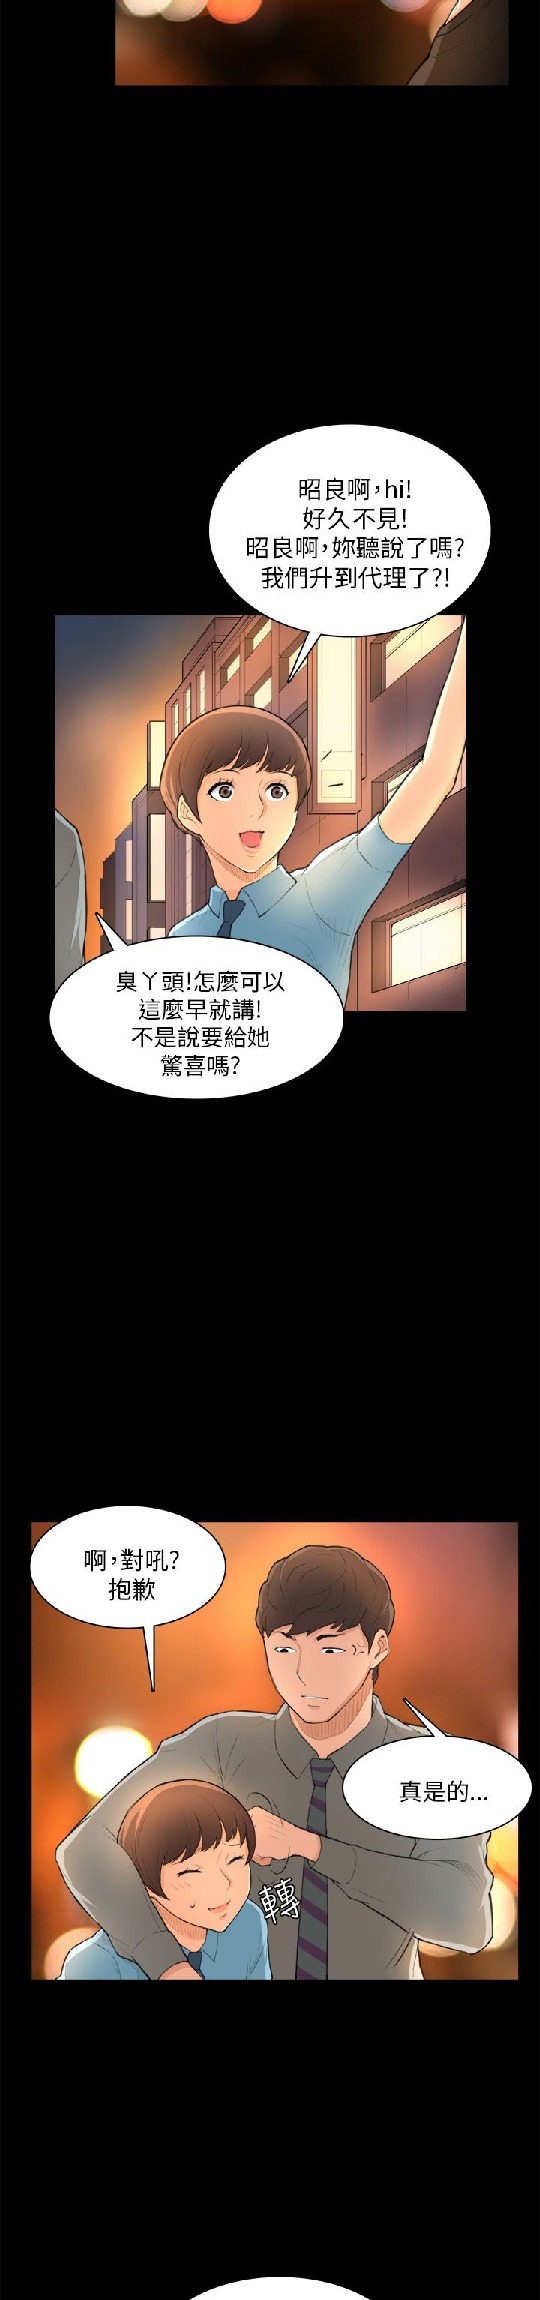 昭良啊,hi!
好久不見!
昭良啊,妳聽說了嗎?
我們升到代理了?!
臭丫頭!怎麼可以
這麼早就講!
不是說要給她
驚喜嗎?
啊,對吼?
抱歉
真是的...
轉